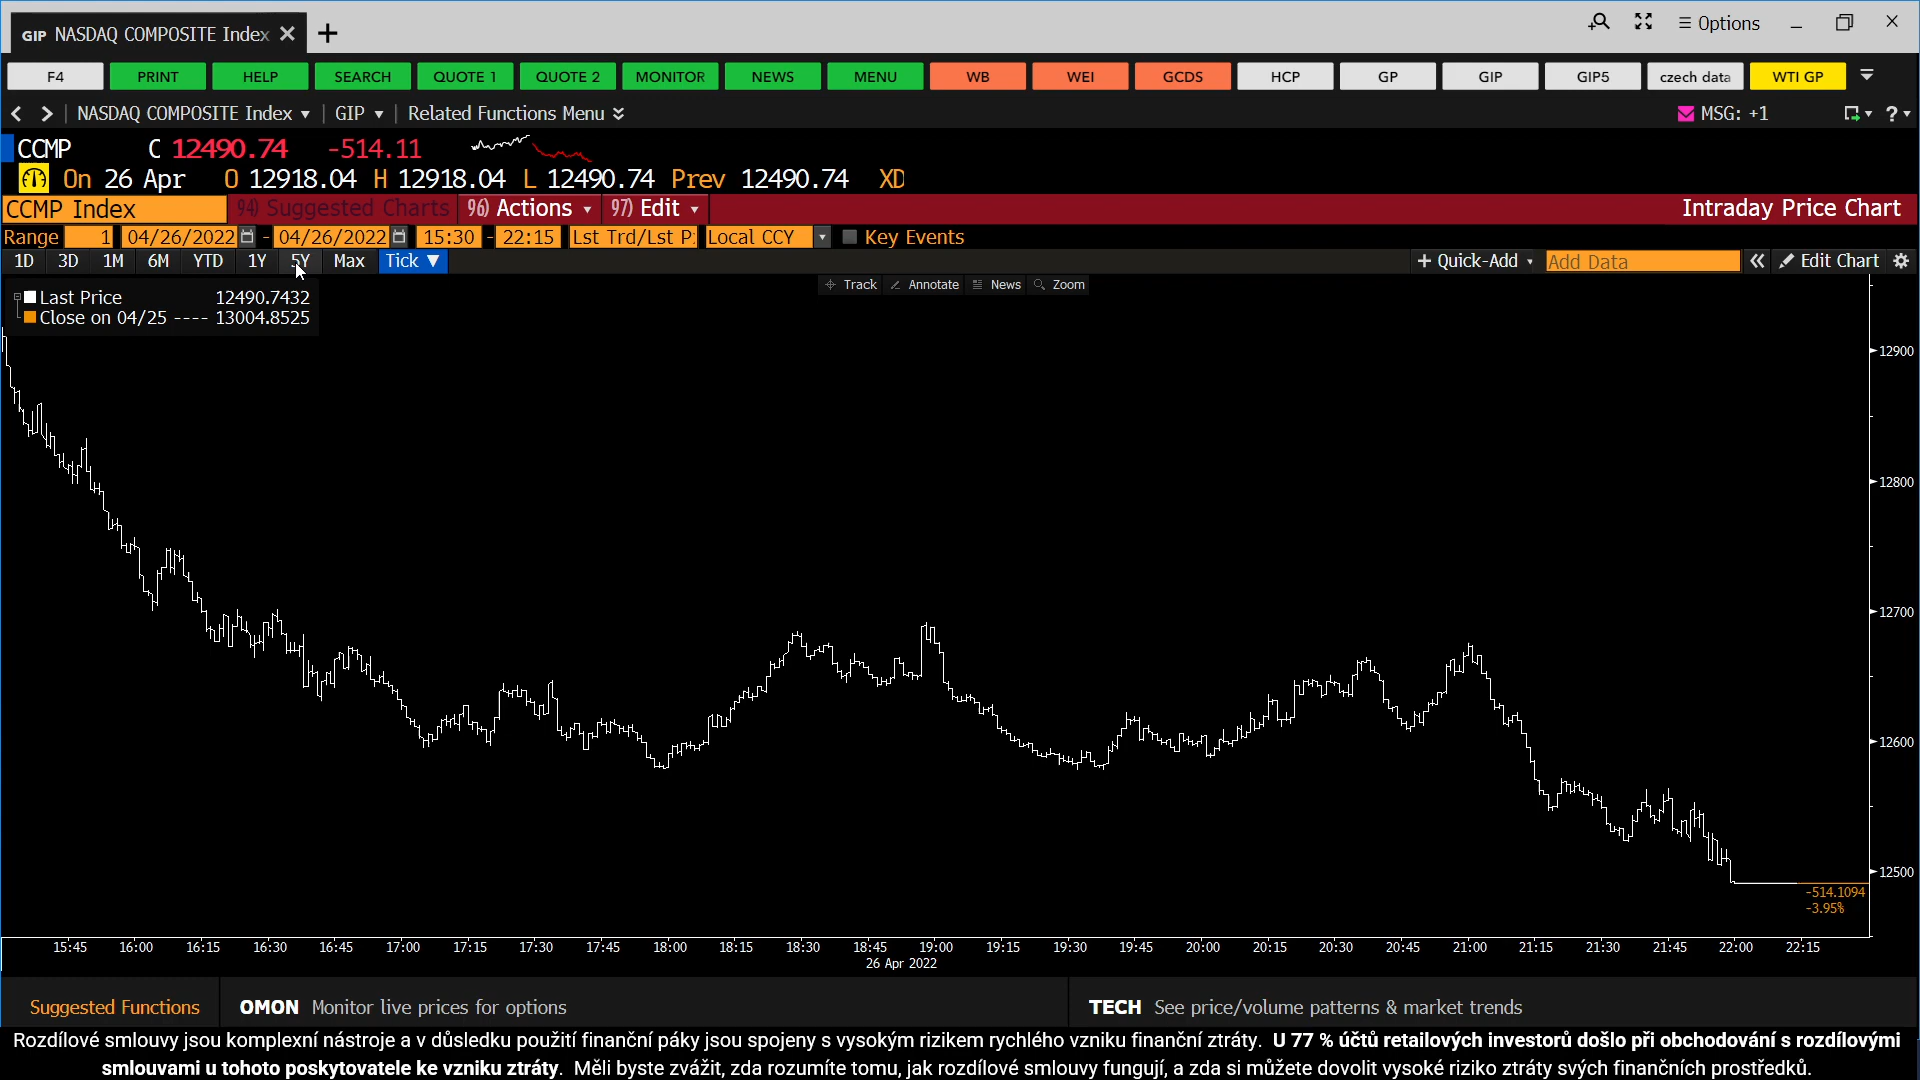 GIP NASDAQ COMPOSITE Index
Options
F4 PRINT HELP SEARCH QUOTE 1 QUOTE 2 MONITOR NEWS MENU WB WEI GCDS HCP GP GIP GIP5 czech data WTI GP
NASDAQ COMPOSITE Index GIP Related Functions Menu MSG: +1 ?
CCMP C 12490.74 -514.11
On 26 Apr O 12918.04 H 12918.04 L 12490.74 Prev 12490.74 XD
CCMP Index 94) Suggested Charts 96) Actions 97) Edit Intraday Price Chart
Range 1 04/26/2022 - 04/26/2022 15:30 - 22:15 Lst Trd/Lst P: Local CCY Key Events
1D 3D 1M 6M YTD 1Y 5Y Max Tick + Quick-Add Add Data Edit Chart
Track Annotate News Zoom
Last Price 12490.7432
Close on 04/25 ---- 13004.8525
12900
12800
12700
12600
12500
-514.1094
-3.95%
15:45 16:00 16:15 16:30 16:45 17:00 17:15 17:30 17:45 18:00 18:15 18:30 18:45 19:00 19:15 19:30 19:45 20:00 20:15 20:30 20:45 21:00 21:15 21:30 21:45 22:00 22:15
26 Apr 2022
Suggested Functions OMON Monitor live prices for options TECH See price/volume patterns & market trends
Rozdílové smlouvy jsou komplexní nástroje a v důsledku použití finanční páky jsou spojeny s vysokým rizikem rychlého vzniku finanční ztráty. U 77 % účtů retailových investorů došlo při obchodování s rozdílovými
smlouvami u tohoto poskytovatele ke vzniku ztráty. Měli byste zvážit, zda rozumíte tomu, jak rozdílové smlouvy fungují, a zda si můžete dovolit vysoké riziko ztráty svých finančních prostředků.